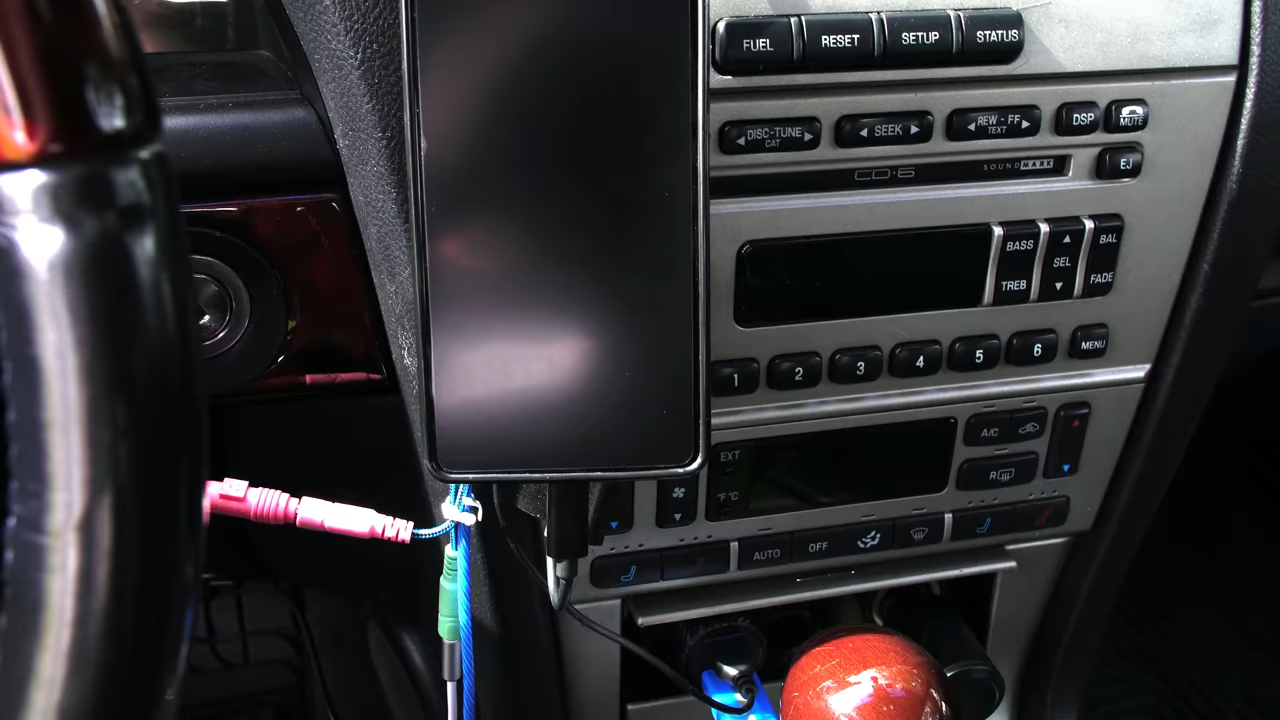 FUEL RESET SETUP STATUS
DISC-TUNE SEEK REW - FF DSP MUTE
CAT TEXT
CD·6 SOUNDMARK EJ
BASS SEL BAL
TREB FADE
1 2 3 4 5 6 MENU
EXT A/C
R
°F °C
AUTO OFF